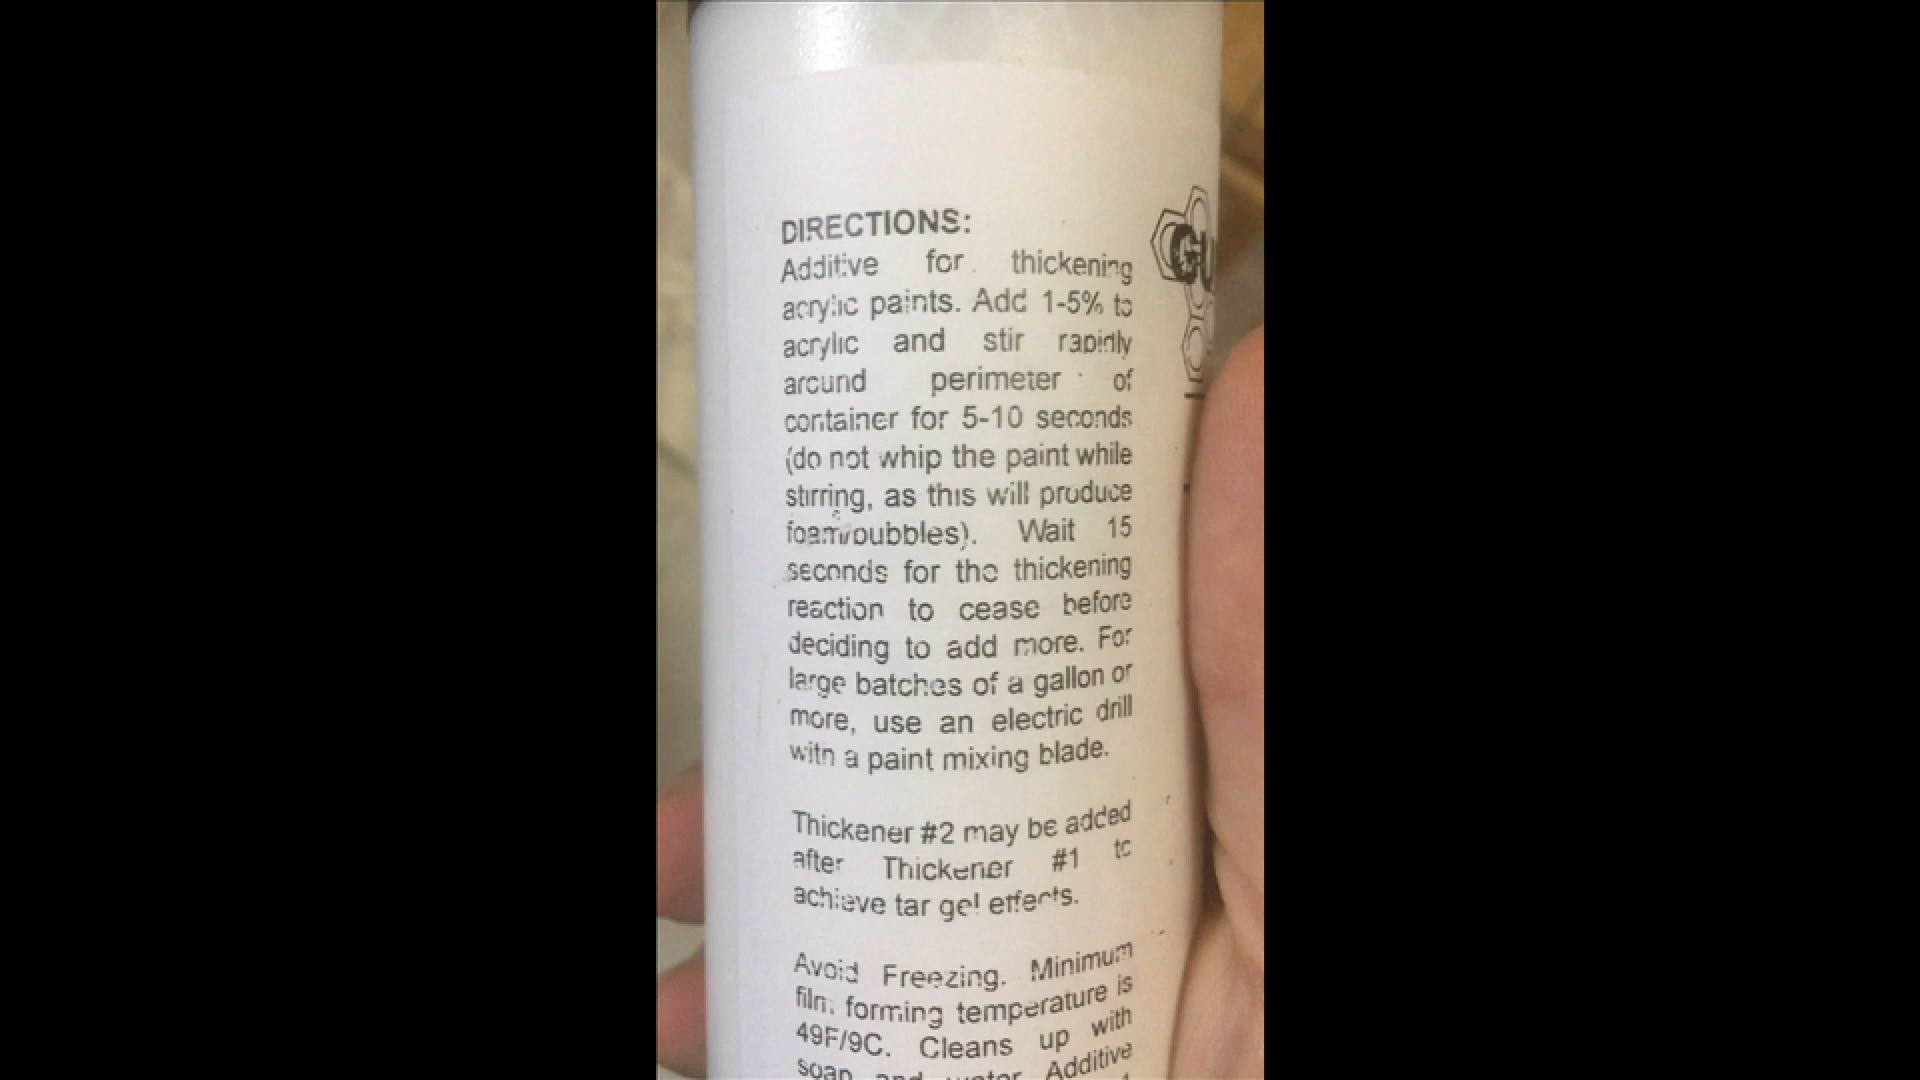 DIRECTIONS:
Additive for thickening
acrylic paints. Add 1-5% to
acrylic and stir rapidly
around perimeter of
container for 5-10 seconds
(do not whip the paint while
stirring, as this will produce
foam/bubbles). Wait 15
seconds for the thickening
reaction to cease before
deciding to add more. For
large batches of a gallon or
more, use an electric drill
with a paint mixing blade.
Thickener #2 may be added
after Thickener #1 to
achieve tar gel effects.
Avoid Freezing. Minimum
film forming temperature is
49F/9C. Cleans up with
soap and water. Additive